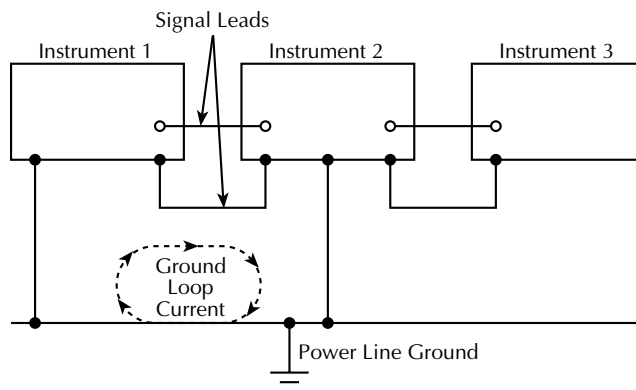 Signal Leads
Instrument 1
Instrument 2
Instrument 3
Ground
Loop
Current
Power Line Ground